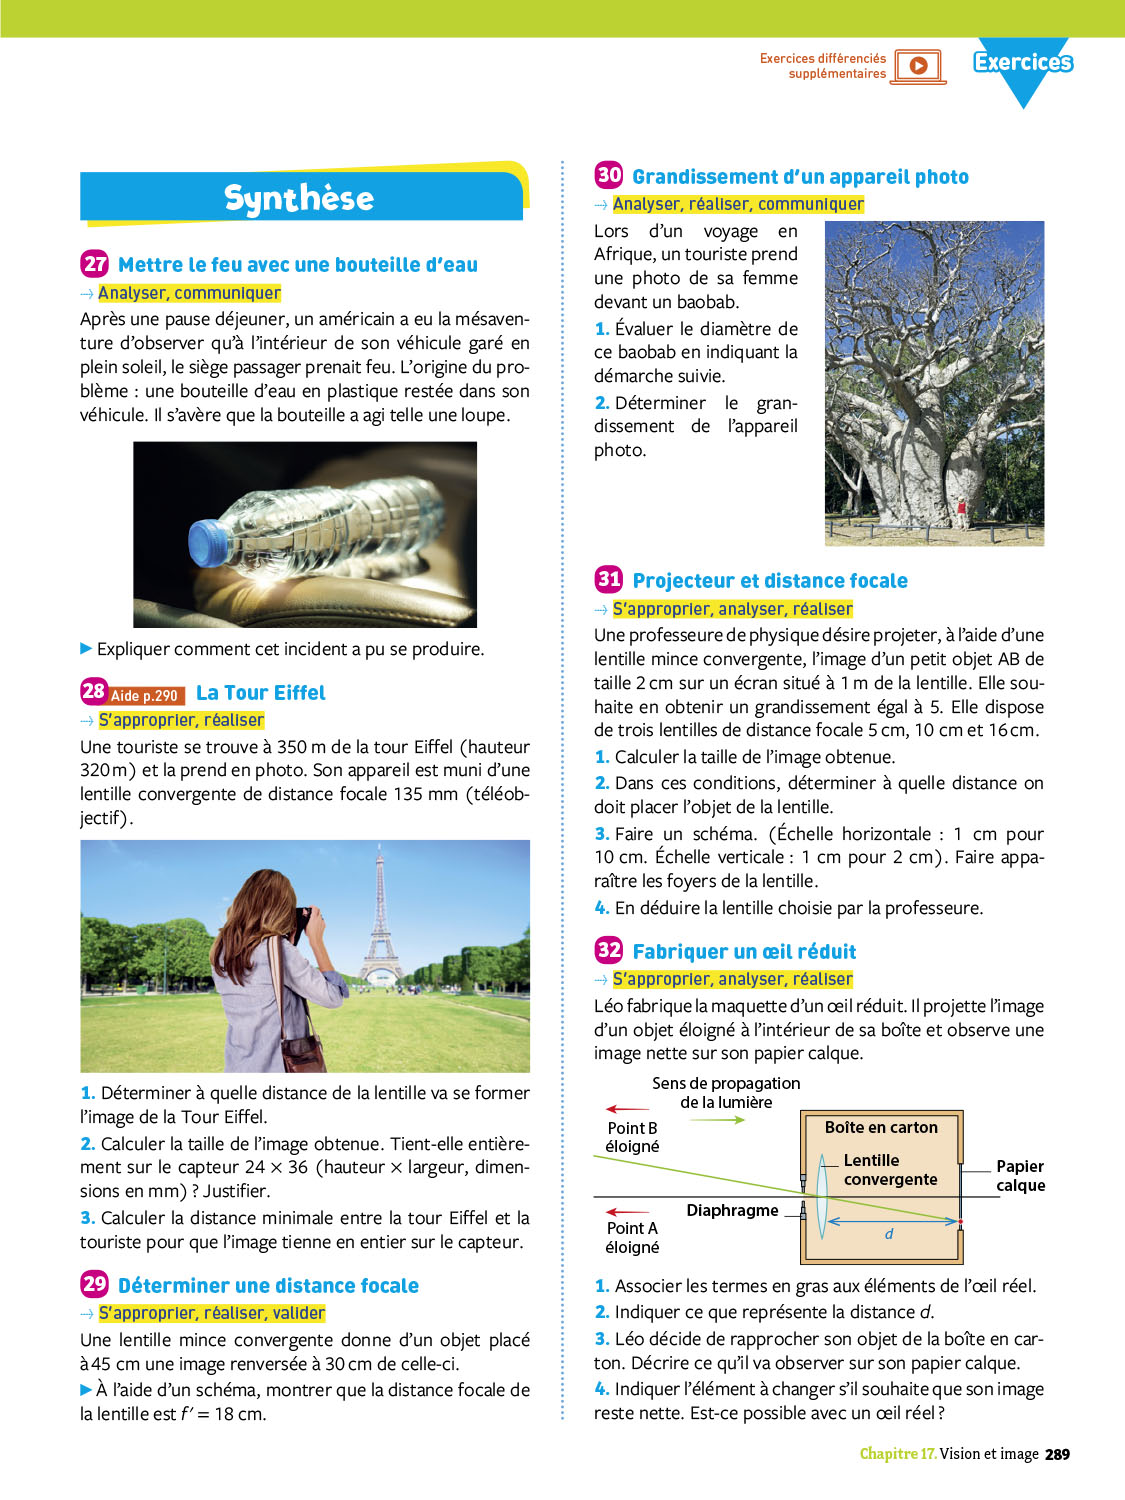 Exercices différenciés
supplémentaires
Exercices
Synthèse
27 Mettre le feu avec une bouteille d'eau
→ Analyser, communiquer
Après une pause déjeuner, un américain a eu la mésaven-
ture d'observer qu'à l'intérieur de son véhicule garé en
plein soleil, le siège passager prenait feu. L'origine du pro-
blème : une bouteille d'eau en plastique restée dans son
véhicule. Il s'avère que la bouteille a agi telle une loupe.
▶ Expliquer comment cet incident a pu se produire.
28 Aide p.290 La Tour Eiffel
→ S'approprier, réaliser
Une touriste se trouve à 350 m de la tour Eiffel (hauteur
320 m) et la prend en photo. Son appareil est muni d'une
lentille convergente de distance focale 135 mm (téléob-
jectif).
1. Déterminer à quelle distance de la lentille va se former
l'image de la Tour Eiffel.
2. Calculer la taille de l'image obtenue. Tient-elle entière-
ment sur le capteur 24 × 36 (hauteur × largeur, dimen-
sions en mm) ? Justifier.
3. Calculer la distance minimale entre la tour Eiffel et la
touriste pour que l'image tienne en entier sur le capteur.
29 Déterminer une distance focale
→ S'approprier, réaliser, valider
Une lentille mince convergente donne d'un objet placé
à 45 cm une image renversée à 30 cm de celle-ci.
▶ À l'aide d'un schéma, montrer que la distance focale de
la lentille est f' = 18 cm.
30 Grandissement d'un appareil photo
→ Analyser, réaliser, communiquer
Lors d'un voyage en
Afrique, un touriste prend
une photo de sa femme
devant un baobab.
1. Évaluer le diamètre de
ce baobab en indiquant la
démarche suivie.
2. Déterminer le gran-
dissement de l'appareil
photo.
31 Projecteur et distance focale
→ S'approprier, analyser, réaliser
Une professeure de physique désire projeter, à l'aide d'une
lentille mince convergente, l'image d'un petit objet AB de
taille 2 cm sur un écran situé à 1 m de la lentille. Elle sou-
haite en obtenir un grandissement égal à 5. Elle dispose
de trois lentilles de distance focale 5 cm, 10 cm et 16 cm.
1. Calculer la taille de l'image obtenue.
2. Dans ces conditions, déterminer à quelle distance on
doit placer l'objet de la lentille.
3. Faire un schéma. (Échelle horizontale : 1 cm pour
10 cm. Échelle verticale : 1 cm pour 2 cm). Faire appa-
raître les foyers de la lentille.
4. En déduire la lentille choisie par la professeure.
32 Fabriquer un œil réduit
→ S'approprier, analyser, réaliser
Léo fabrique la maquette d'un œil réduit. Il projette l'image
d'un objet éloigné à l'intérieur de sa boîte et observe une
image nette sur son papier calque.
Sens de propagation
de la lumière
Point B
éloigné
Boîte en carton
Lentille
convergente
Papier
calque
Diaphragme
Point A
éloigné
d
1. Associer les termes en gras aux éléments de l'œil réel.
2. Indiquer ce que représente la distance d.
3. Léo décide de rapprocher son objet de la boîte en car-
ton. Décrire ce qu'il va observer sur son papier calque.
4. Indiquer l'élément à changer s'il souhaite que son image
reste nette. Est-ce possible avec un œil réel ?
Chapitre 17. Vision et image 289